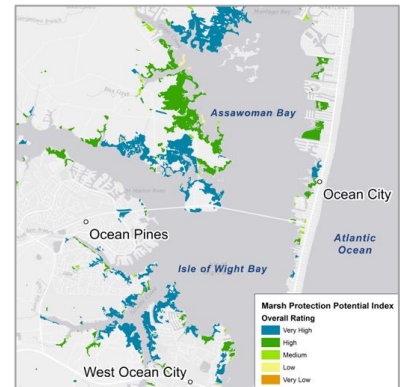 Assawoman Bay
Ocean City
Ocean Pines
Atlantic
Ocean
Isle of Wight Bay
West Ocean City
Marsh Protection Potential Index
Overall Rating
Very High
High
Medium
Low
Very Low